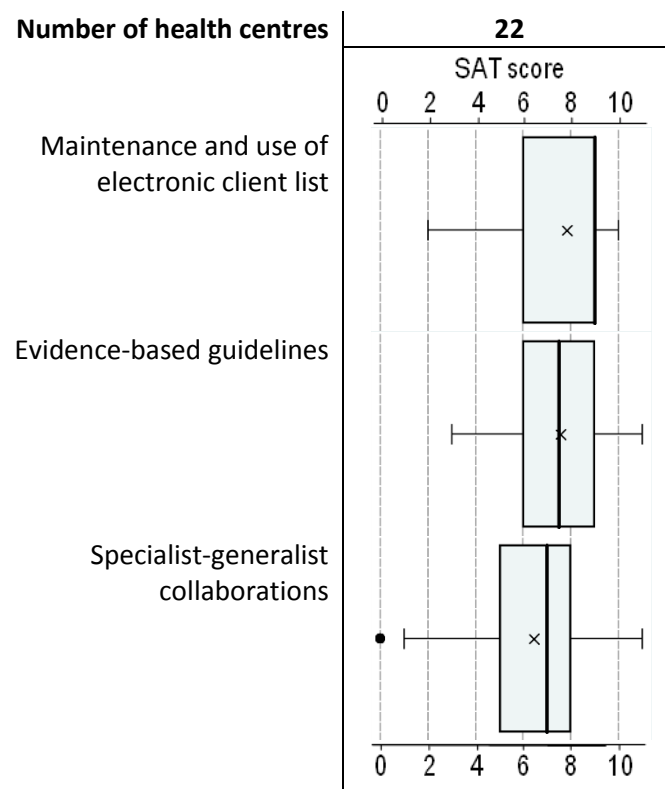 Number of health centres 22
SAT score
0 2 4 6 8 10
Maintenance and use of
electronic client list
Evidence-based guidelines
Specialist-generalist
collaborations
0 2 4 6 8 10